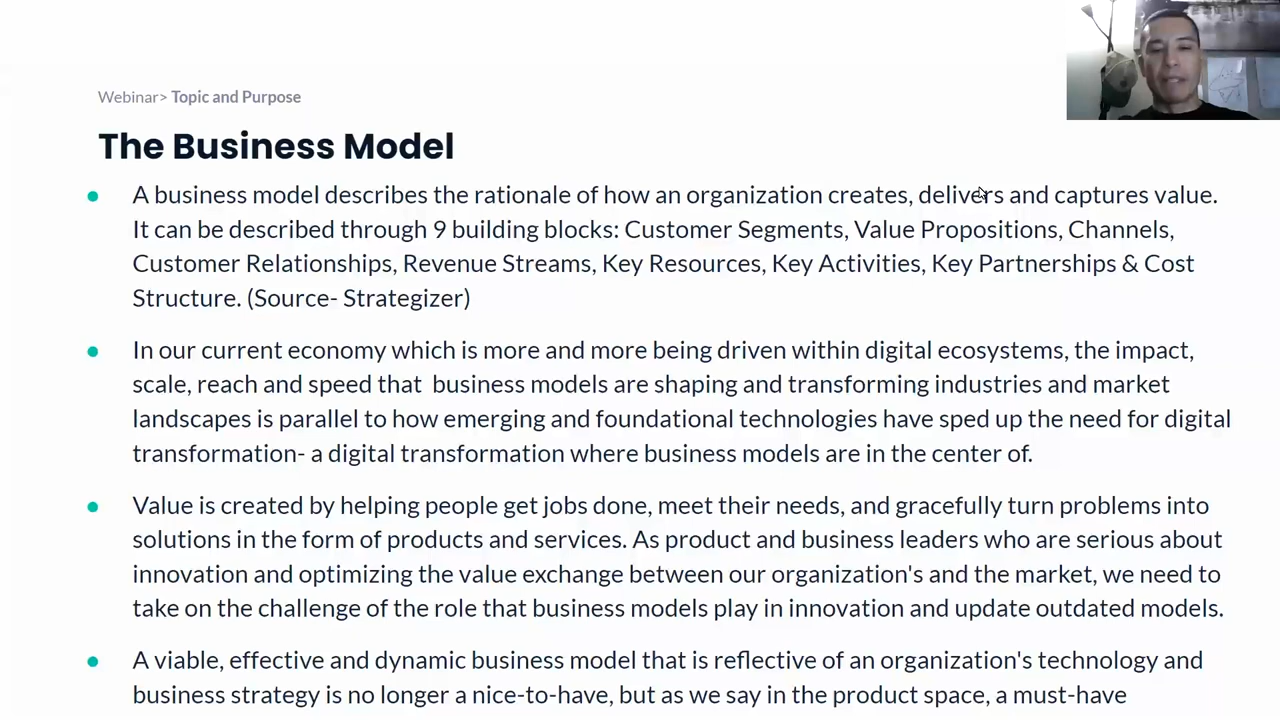 Webinar> Topic and Purpose
The Business Model
A business model describes the rationale of how an organization creates, delivers and captures value.
It can be described through 9 building blocks: Customer Segments, Value Propositions, Channels,
Customer Relationships, Revenue Streams, Key Resources, Key Activities, Key Partnerships & Cost
Structure. (Source- Strategizer)
In our current economy which is more and more being driven within digital ecosystems, the impact,
scale, reach and speed that  business models are shaping and transforming industries and market
landscapes is parallel to how emerging and foundational technologies have sped up the need for digital
transformation- a digital transformation where business models are in the center of.
Value is created by helping people get jobs done, meet their needs, and gracefully turn problems into
solutions in the form of products and services. As product and business leaders who are serious about
innovation and optimizing the value exchange between our organization's and the market, we need to
take on the challenge of the role that business models play in innovation and update outdated models.
A viable, effective and dynamic business model that is reflective of an organization's technology and
business strategy is no longer a nice-to-have, but as we say in the product space, a must-have